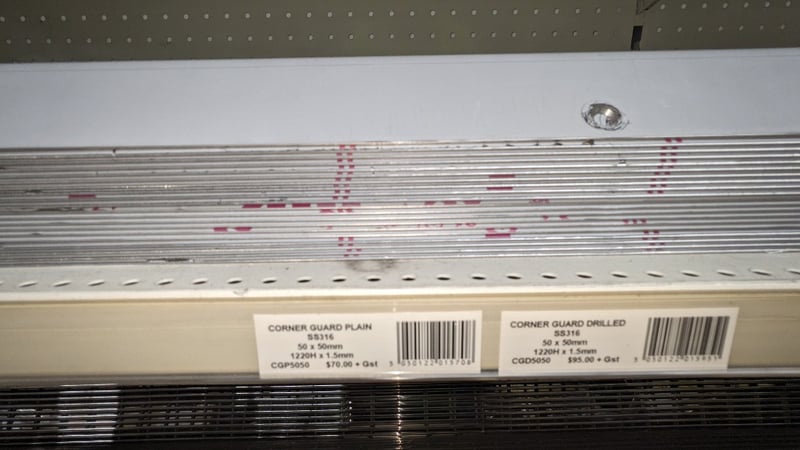 CORNER GUARD PLAIN
SS316
50 x 50mm
1220H x 1.5mm
CGP5050 $70.00 + Gst
CORNER GUARD DRILLED
SS316
50 x 50mm
1220H x 1.5mm
CGD5050 $95.00 + Gst